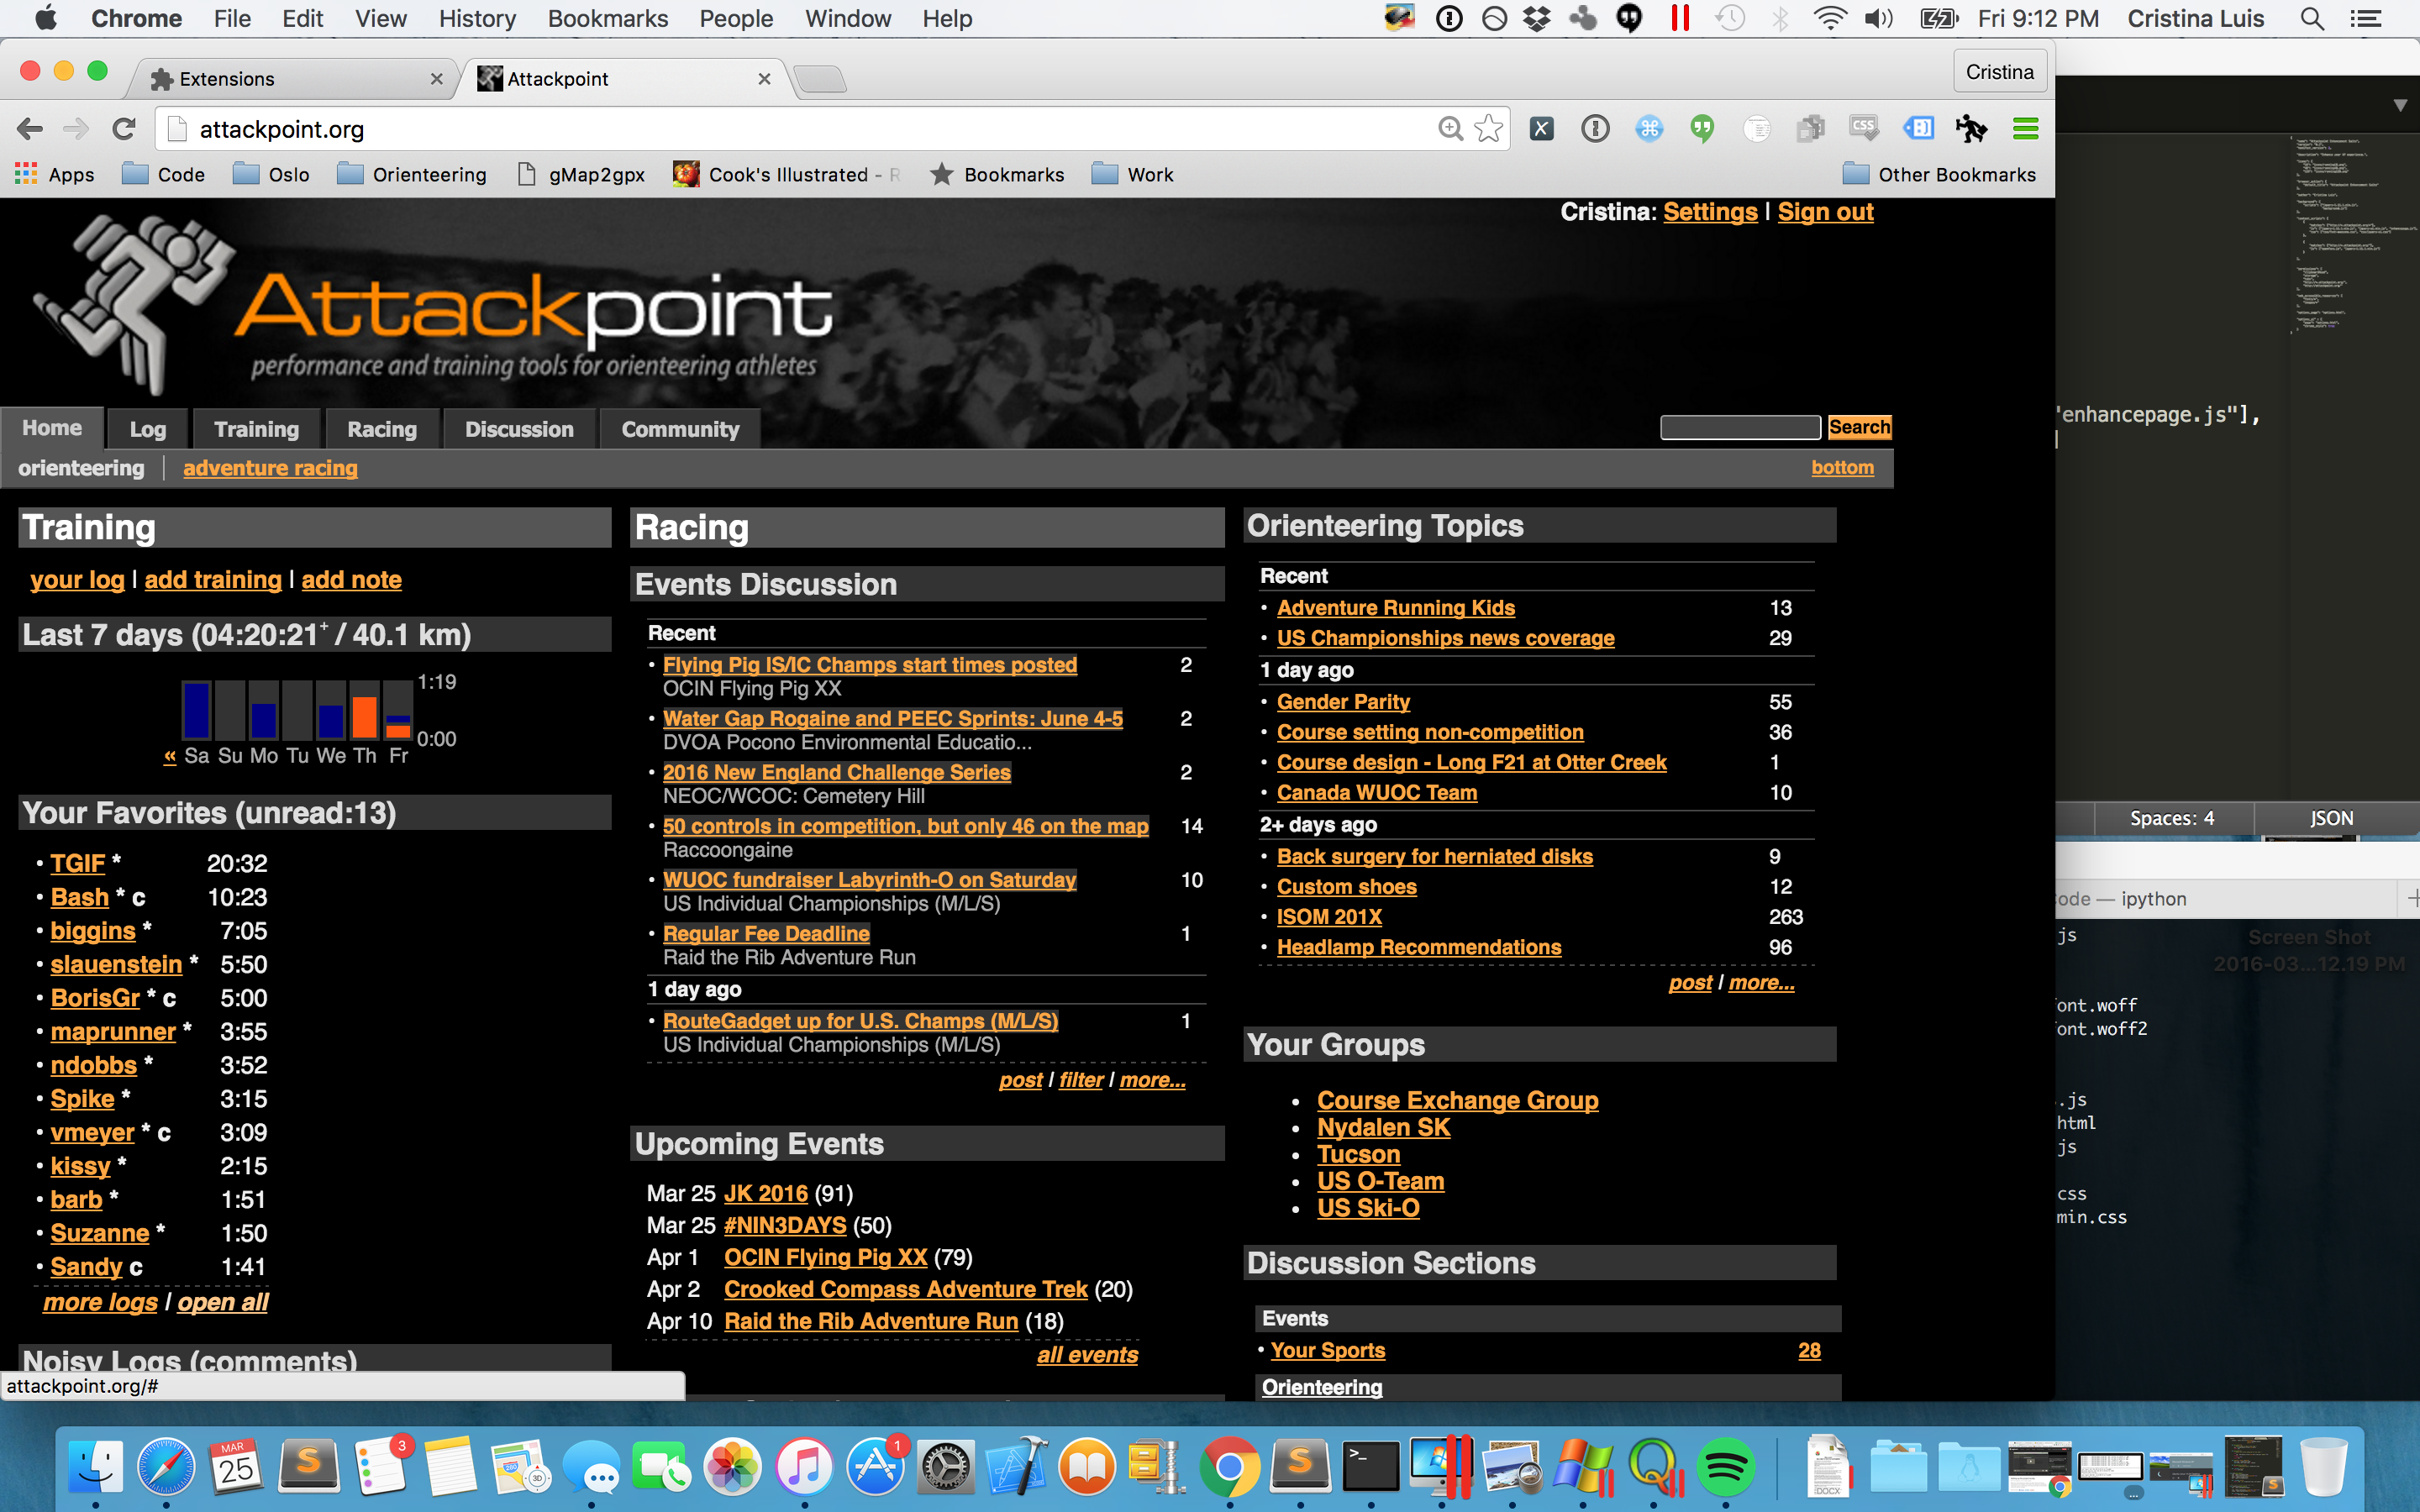 Chrome File Edit View History Bookmarks People Window Help
Fri 9:12 PM Cristina Luis
Extensions
Attackpoint
Cristina
attackpoint.org
Apps Code Oslo Orienteering gMap2gpx Cook's Illustrated - R Bookmarks Work Other Bookmarks
Cristina: Settings | Sign out
Attackpoint
performance and training tools for orienteering athletes
Home Log Training Racing Discussion Community
Search
orienteering | adventure racing
bottom
Training
your log | add training | add note
Last 7 days (04:20:21+ / 40.1 km)
1:19
0:00
« Sa Su Mo Tu We Th Fr
Your Favorites (unread:13)
• TGIF * 20:32
• Bash * c 10:23
• biggins * 7:05
• slauenstein * 5:50
• BorisGr * c 5:00
• maprunner * 3:55
• ndobbs * 3:52
• Spike * 3:15
• vmeyer * c 3:09
• kissy * 2:15
• barb * 1:51
• Suzanne * 1:50
• Sandy c 1:41
more logs / open all
Noisy Logs (comments)
attackpoint.org/#
Racing
Events Discussion
Recent
• Flying Pig IS/IC Champs start times posted 2
OCIN Flying Pig XX
• Water Gap Rogaine and PEEC Sprints: June 4-5 2
DVOA Pocono Environmental Educatio...
• 2016 New England Challenge Series 2
NEOC/WCOC: Cemetery Hill
• 50 controls in competition, but only 46 on the map 14
Raccoongaine
• WUOC fundraiser Labyrinth-O on Saturday 10
US Individual Championships (M/L/S)
• Regular Fee Deadline 1
Raid the Rib Adventure Run
1 day ago
• RouteGadget up for U.S. Champs (M/L/S) 1
US Individual Championships (M/L/S)
post / filter / more...
Upcoming Events
Mar 25 JK 2016 (91)
Mar 25 #NIN3DAYS (50)
Apr 1 OCIN Flying Pig XX (79)
Apr 2 Crooked Compass Adventure Trek (20)
Apr 10 Raid the Rib Adventure Run (18)
all events
Orienteering Topics
Recent
• Adventure Running Kids 13
• US Championships news coverage 29
1 day ago
• Gender Parity 55
• Course setting non-competition 36
• Course design - Long F21 at Otter Creek 1
• Canada WUOC Team 10
2+ days ago
• Back surgery for herniated disks 9
• Custom shoes 12
• ISOM 201X 263
• Headlamp Recommendations 96
post / more...
Your Groups
• Course Exchange Group
• Nydalen SK
• Tucson
• US O-Team
• US Ski-O
Discussion Sections
Events
• Your Sports 28
Orienteering
"enhancepage.js"],
Spaces: 4 JSON
ode — ipython
js
Screen Shot
2016-03...12.19 PM
ont.woff
ont.woff2
.js
html
js
css
min.css
3
MAR
25
1
DOCX